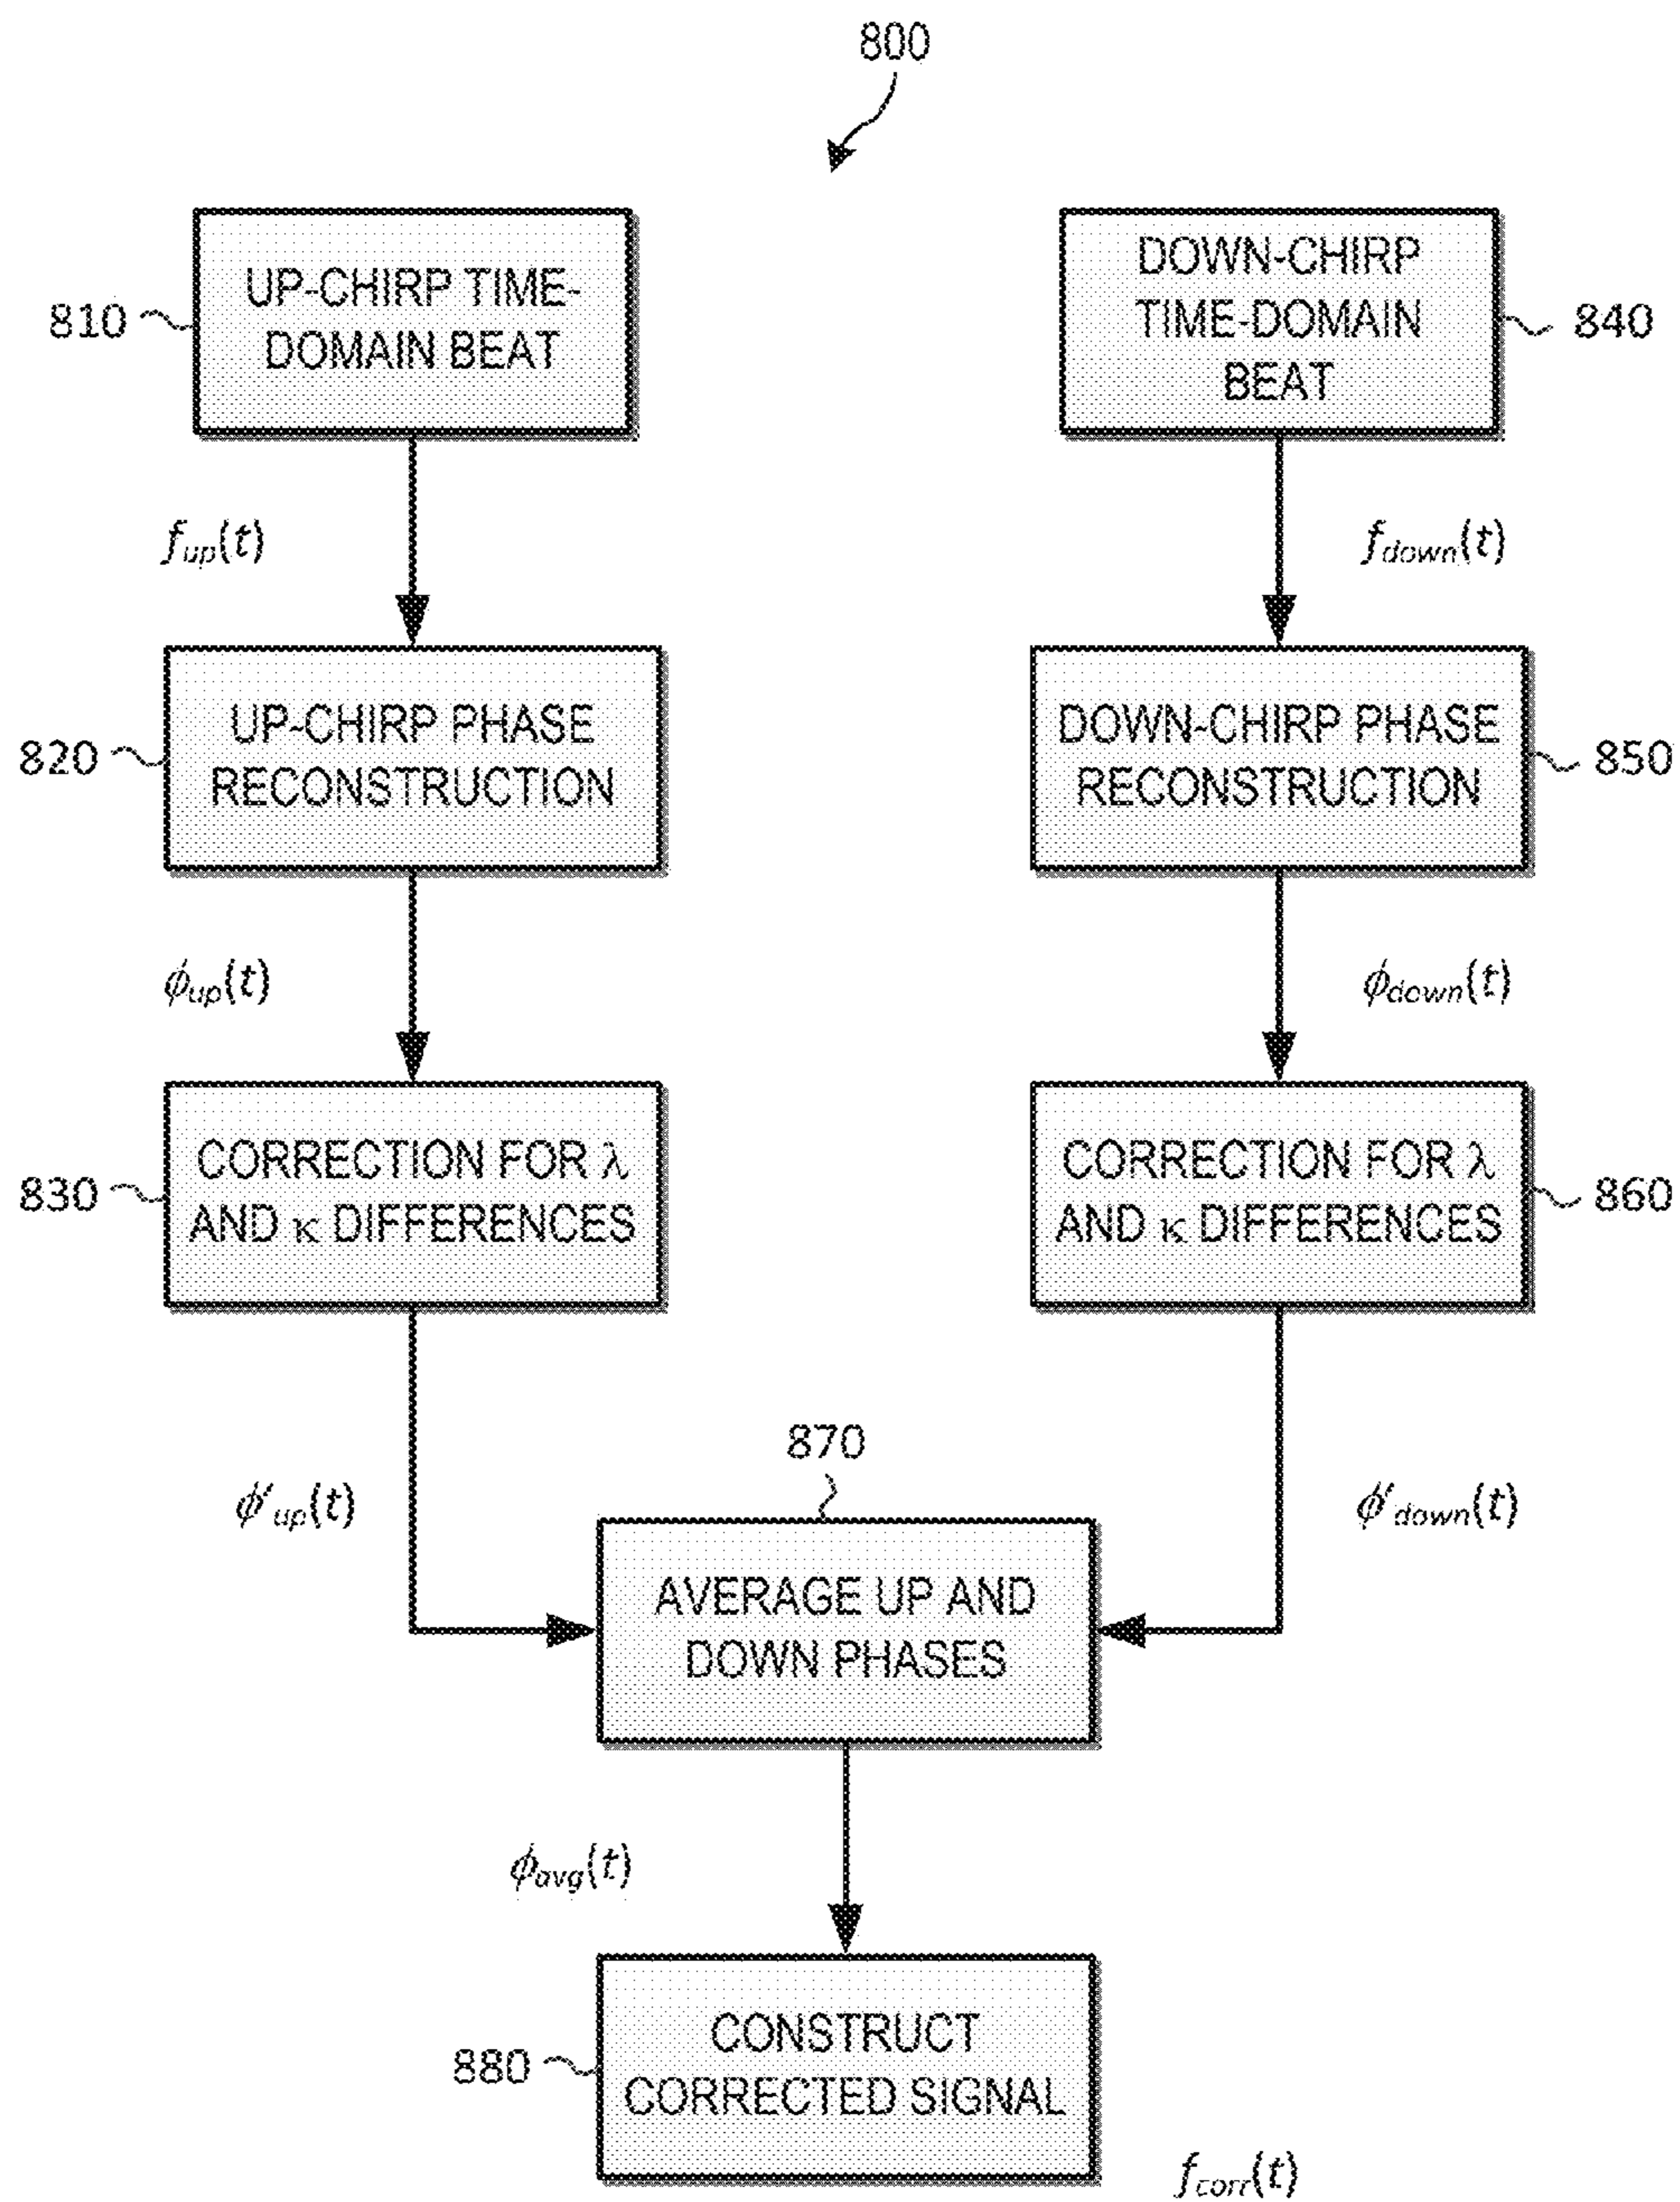 800
810
UP-CHIRP TIME-
DOMAIN BEAT
DOWN-CHIRP
TIME-DOMAIN
BEAT
840
f_up(t)
f_down(t)
820
UP-CHIRP PHASE
RECONSTRUCTION
DOWN-CHIRP PHASE
RECONSTRUCTION
850
ϕ_up(t)
ϕ_down(t)
830
CORRECTION FOR λ
AND κ DIFFERENCES
CORRECTION FOR λ
AND κ DIFFERENCES
860
870
ϕ′_up(t)
ϕ′_down(t)
AVERAGE UP AND
DOWN PHASES
ϕ_avg(t)
880
CONSTRUCT
CORRECTED SIGNAL
f_corr(t)